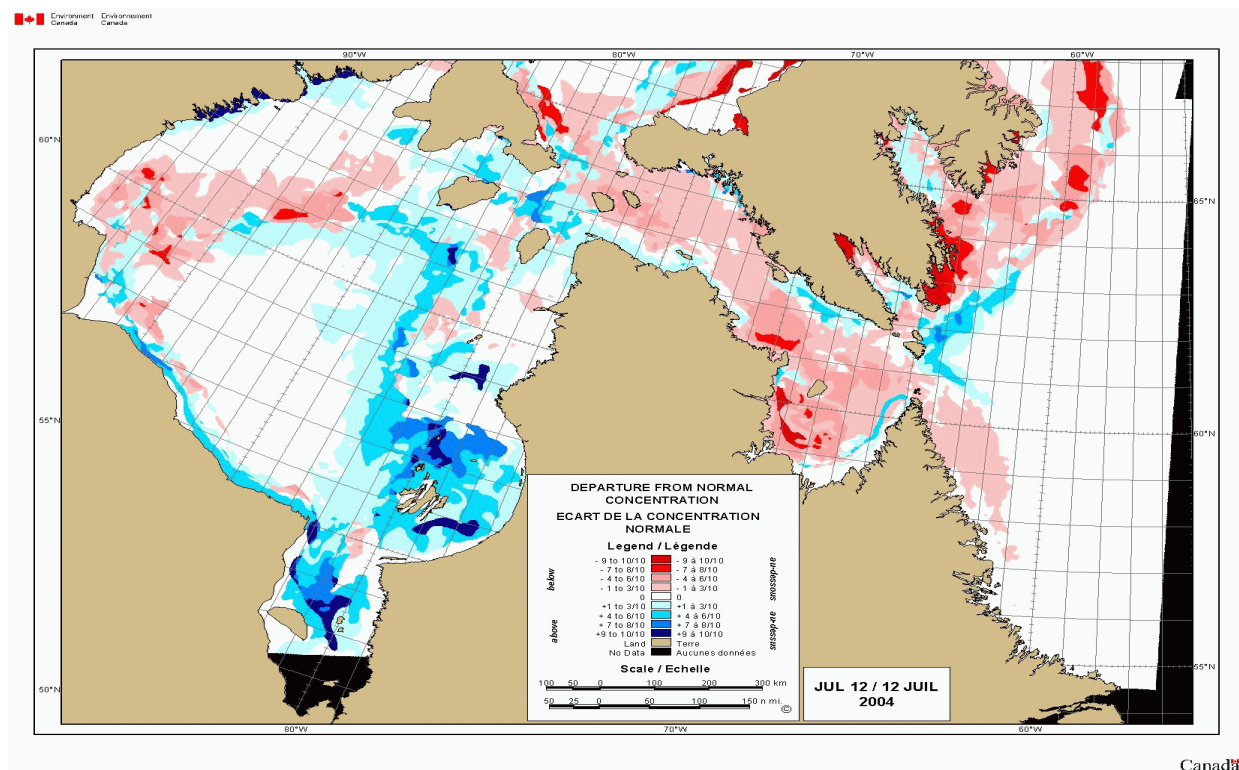 Environment Environnement
Canada Canada
90°W 80°W 70°W 60°W
60°N
65°N
55°N
60°N
50°N
55°N
80°W 70°W 60°W
DEPARTURE FROM NORMAL
CONCENTRATION
ECART DE LA CONCENTRATION
NORMALE
Legend / Légende
- 9 to 10/10 - 9 à 10/10
- 7 to 8/10 - 7 à 8/10
- 4 to 6/10 - 4 à 6/10
- 1 to 3/10 - 1 à 3/10
0 0
+1 to 3/10 +1 à 3/10
+ 4 to 6/10 + 4 à 6/10
+ 7 to 8/10 + 7 à 8/10
+9 to 10/10 +9 à 10/10
Land Terre
No Data Aucunes données
below
above
au-dessous
au-dessus
Scale / Echelle
100 50 0 100 200 300 km
50 25 0 50 100 150 n mi.
©
JUL 12 / 12 JUIL
2004
Canada